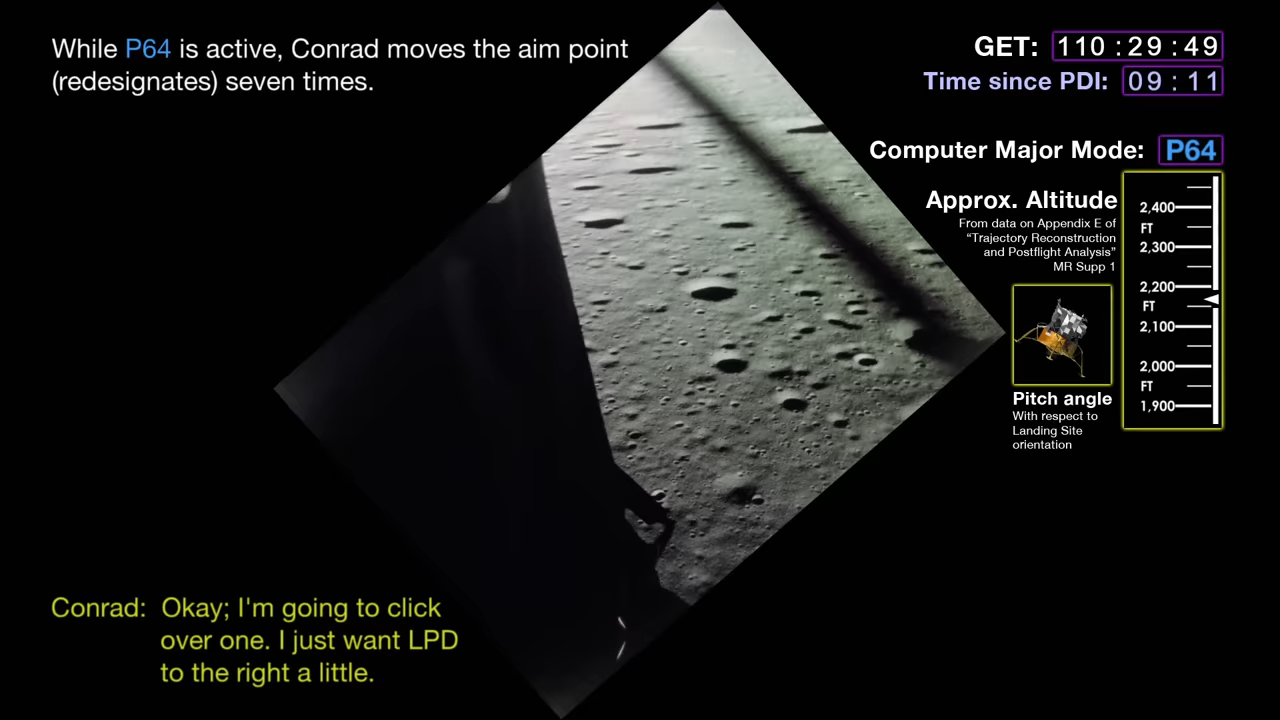 While P64 is active, Conrad moves the aim point
(redesignates) seven times.
GET: 110:29:49
Time since PDI: 09:11
Computer Major Mode: P64
Approx. Altitude
From data on Appendix E of
“Trajectory Reconstruction
and Postflight Analysis”
MR Supp 1
2,400
FT
2,300
2,200
FT
2,100
2,000
FT
1,900
Pitch angle
With respect to
Landing Site
orientation
Conrad: Okay; I'm going to click
over one. I just want LPD
to the right a little.